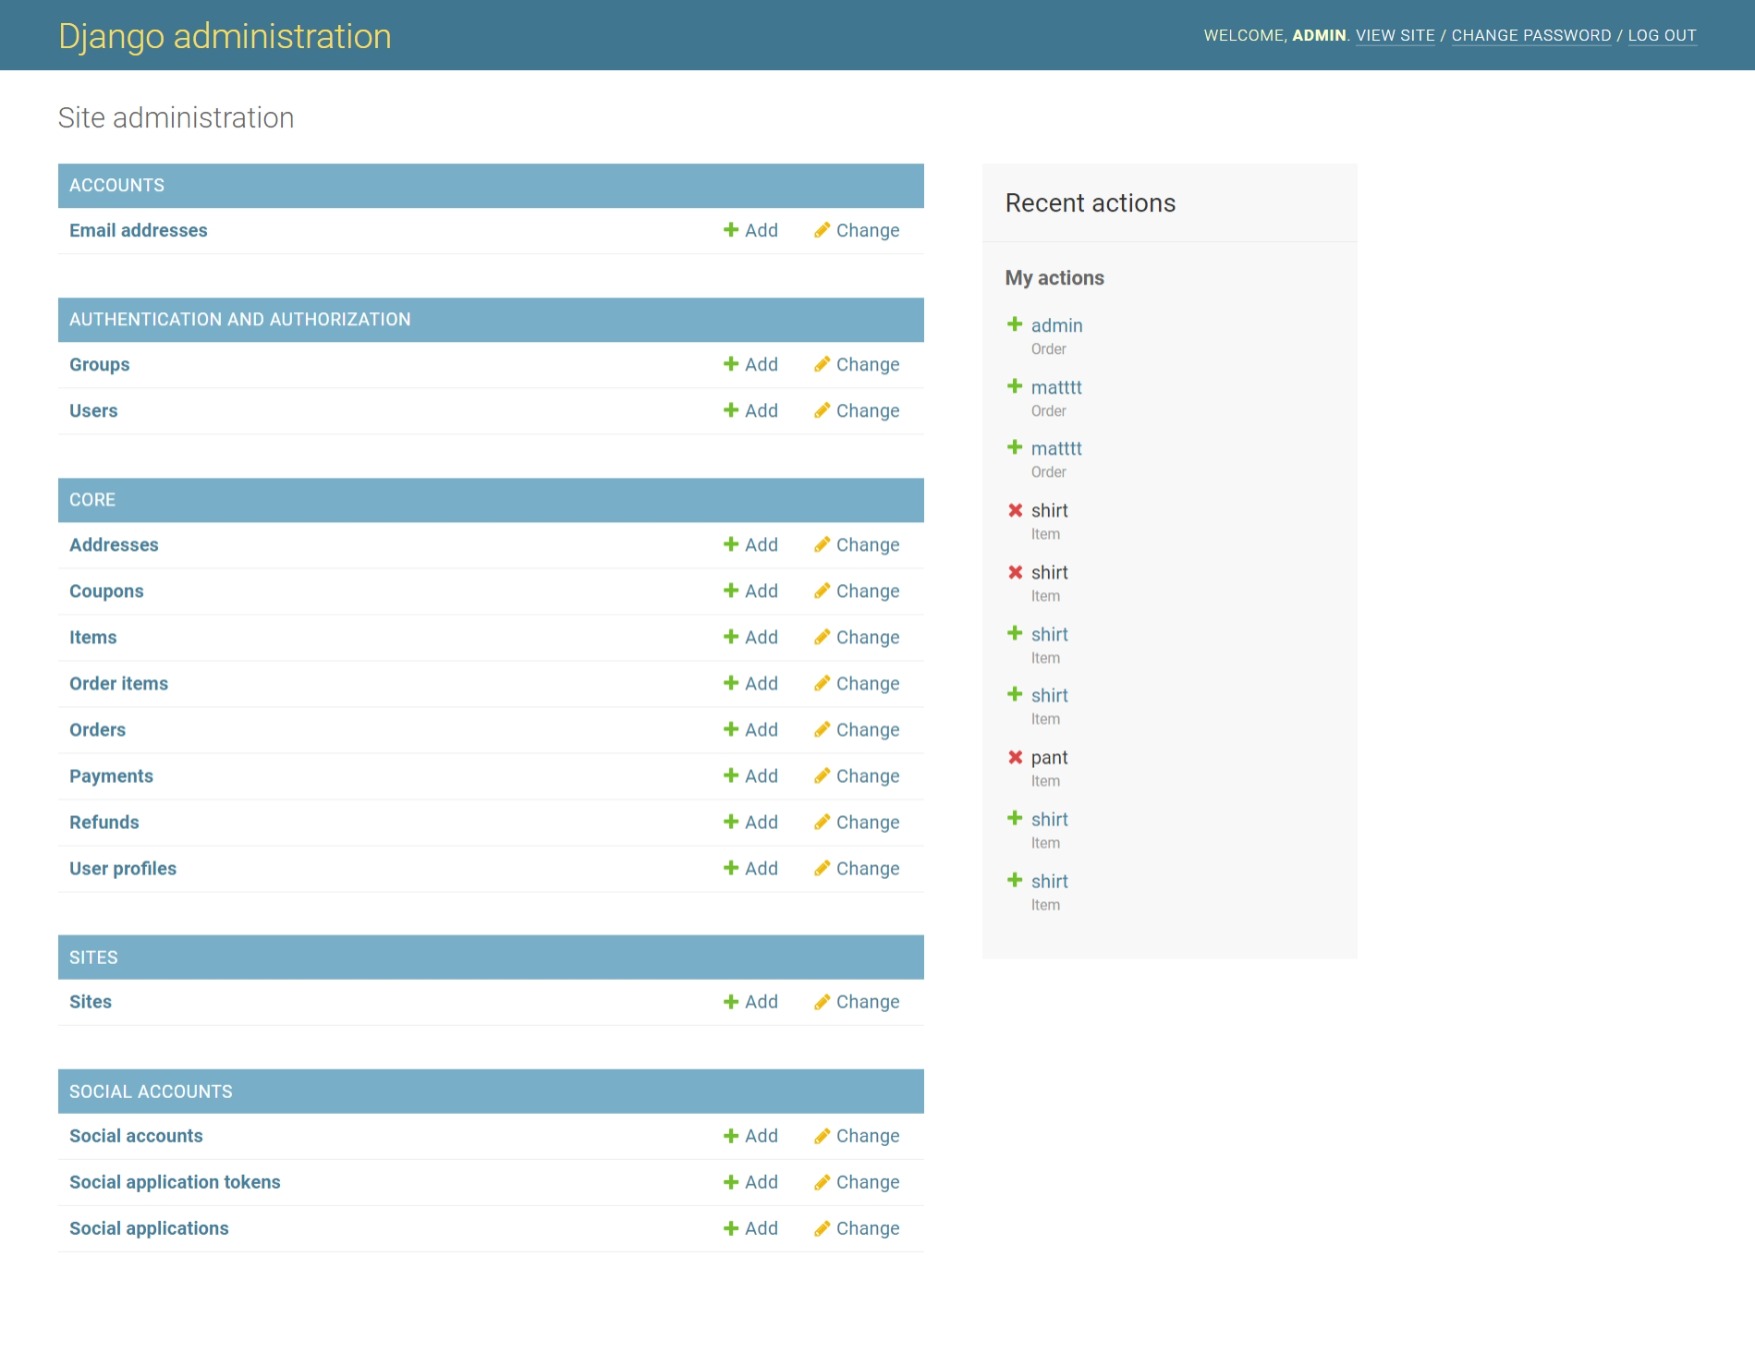 Django administration
WELCOME, ADMIN. VIEW SITE / CHANGE PASSWORD / LOG OUT
Site administration
ACCOUNTS
Email addresses Add Change
AUTHENTICATION AND AUTHORIZATION
Groups Add Change
Users Add Change
CORE
Addresses Add Change
Coupons Add Change
Items Add Change
Order items Add Change
Orders Add Change
Payments Add Change
Refunds Add Change
User profiles Add Change
SITES
Sites Add Change
SOCIAL ACCOUNTS
Social accounts Add Change
Social application tokens Add Change
Social applications Add Change
Recent actions
My actions
admin
Order
matttt
Order
matttt
Order
shirt
Item
shirt
Item
shirt
Item
shirt
Item
pant
Item
shirt
Item
shirt
Item